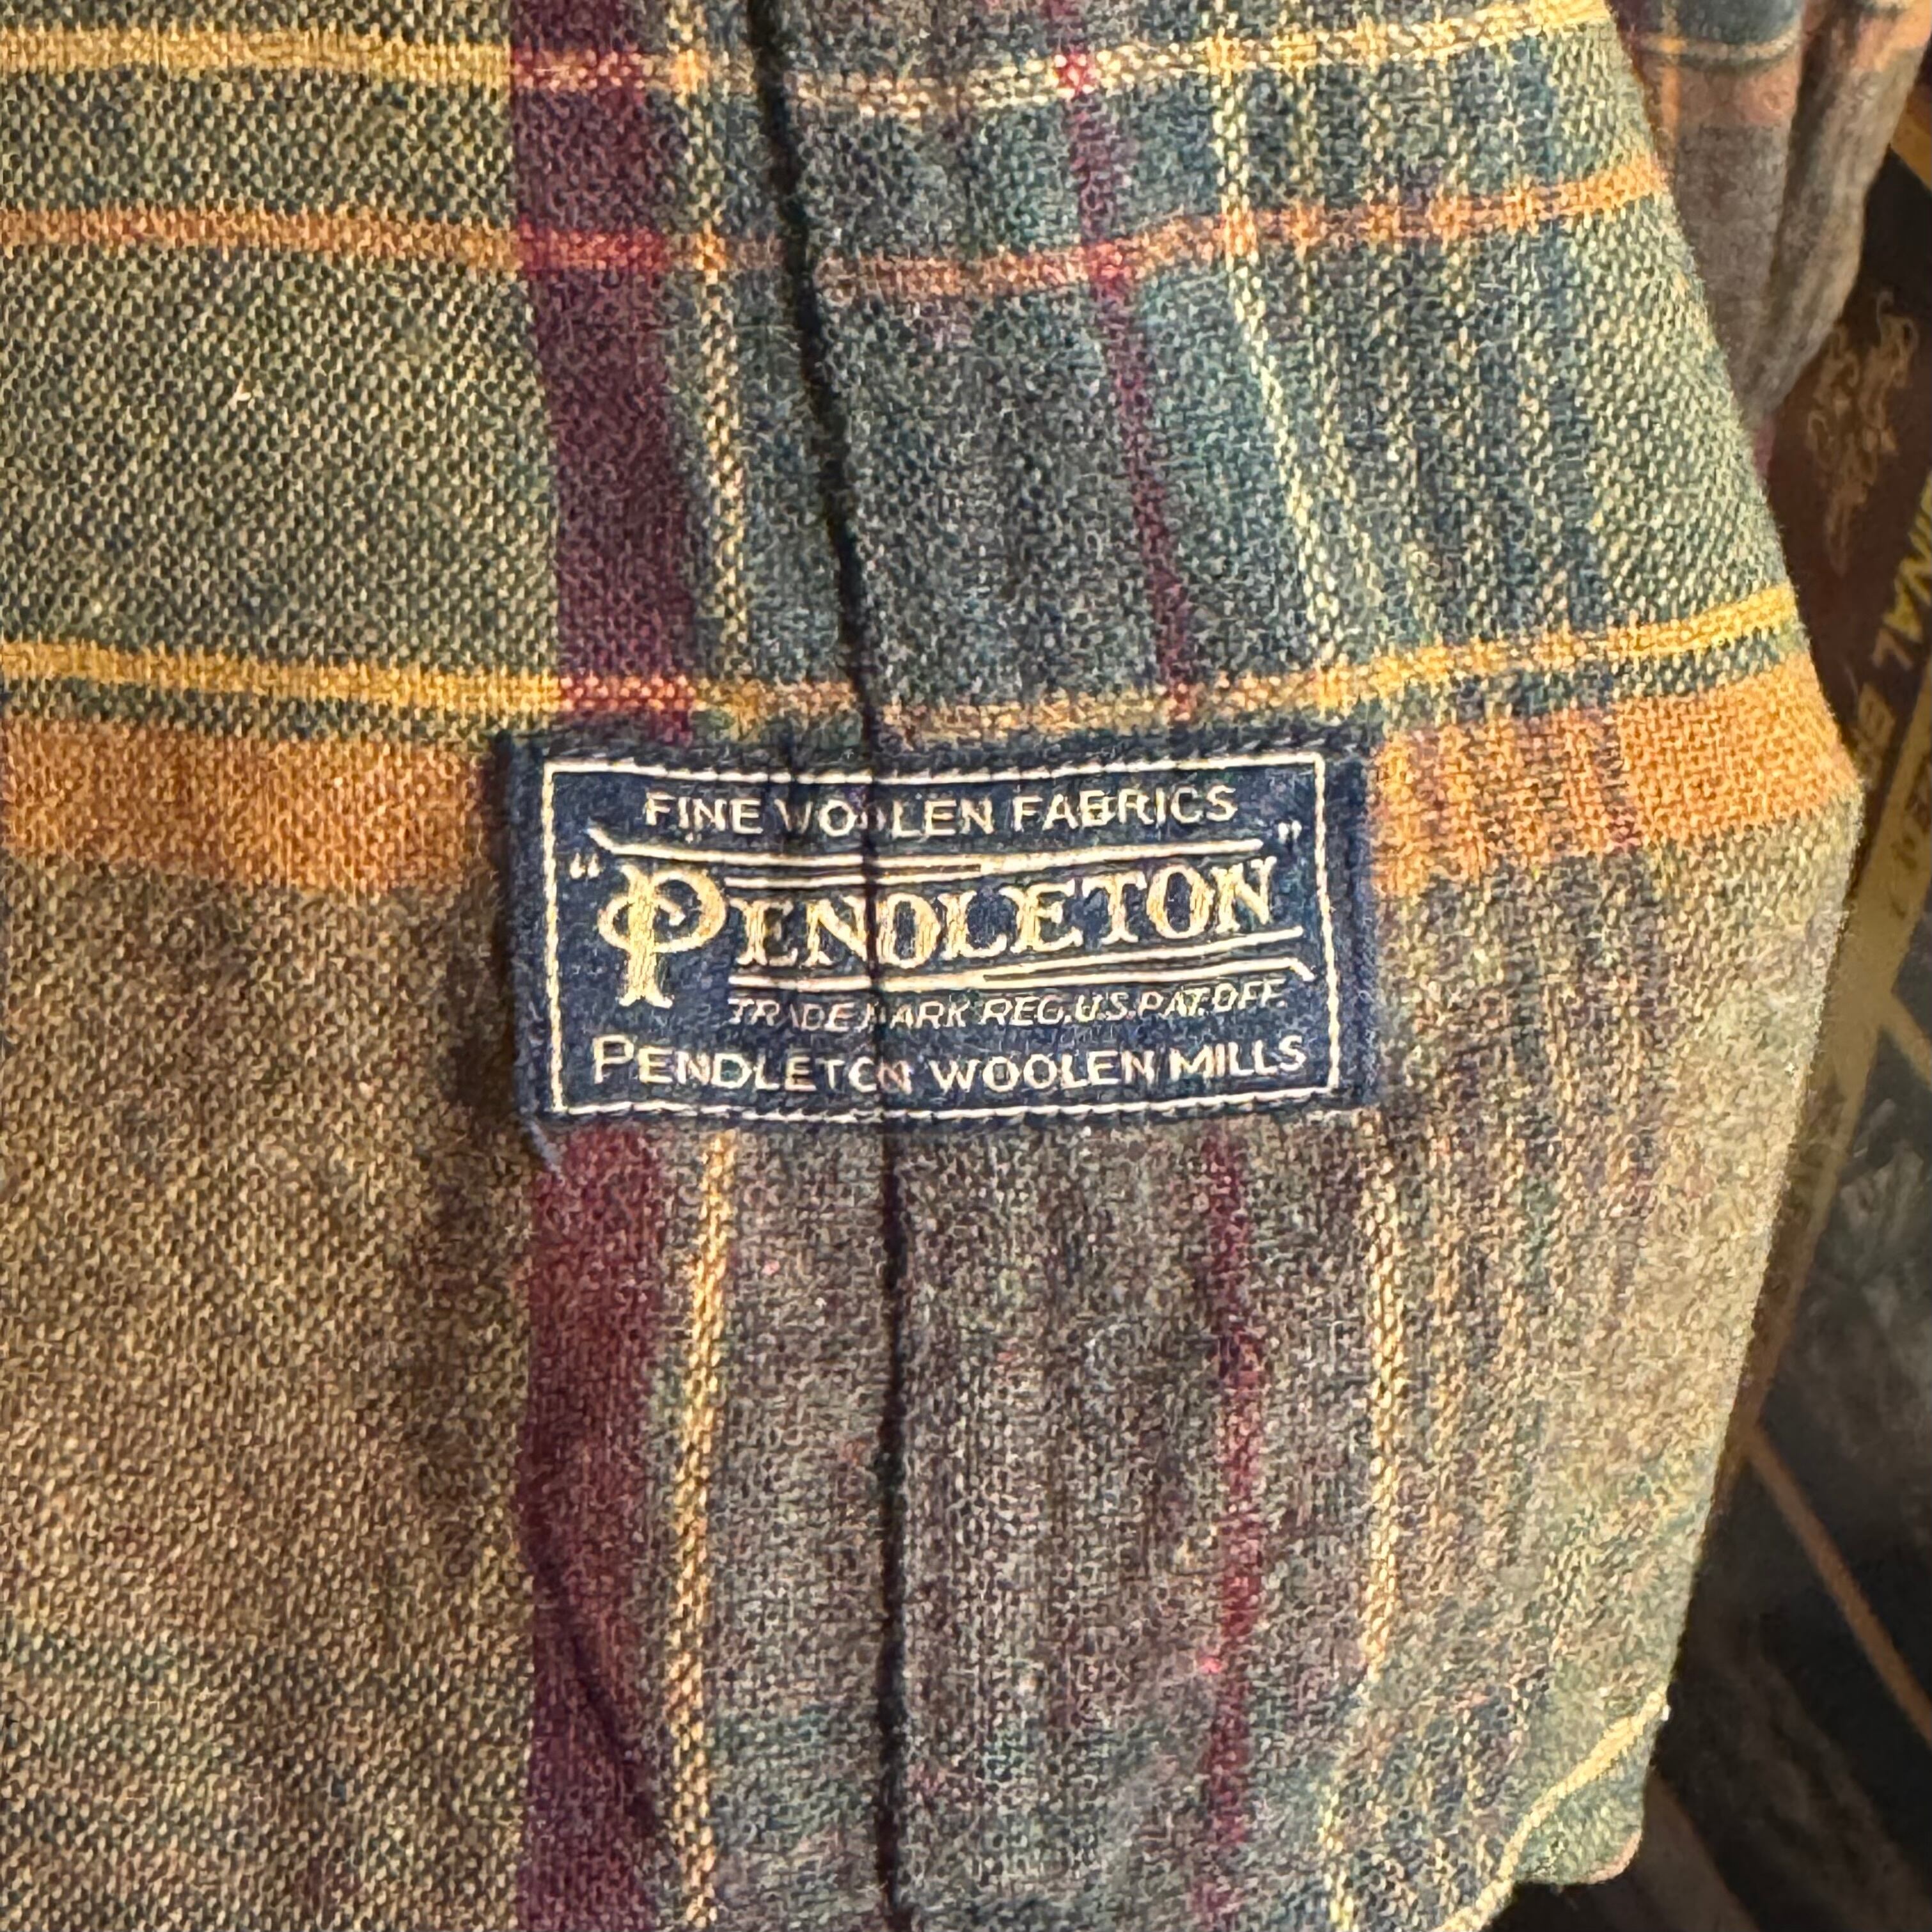 FINE WOOLEN FABRICS
"PENDLETON"
TRADE MARK REG.U.S.PAT.OFF.
PENDLETON WOOLEN MILLS